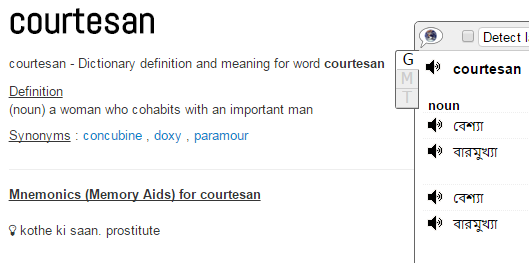 courtesan
courtesan - Dictionary definition and meaning for word courtesan
Definition
(noun) a woman who cohabits with an important man
Synonyms : concubine , doxy , paramour
Mnemonics (Memory Aids) for courtesan
kothe ki saan. prostitute
Detect
G
M
T
courtesan
noun
বেশ্যা
বারমুখ্যা
বেশ্যা
বারমুখ্যা